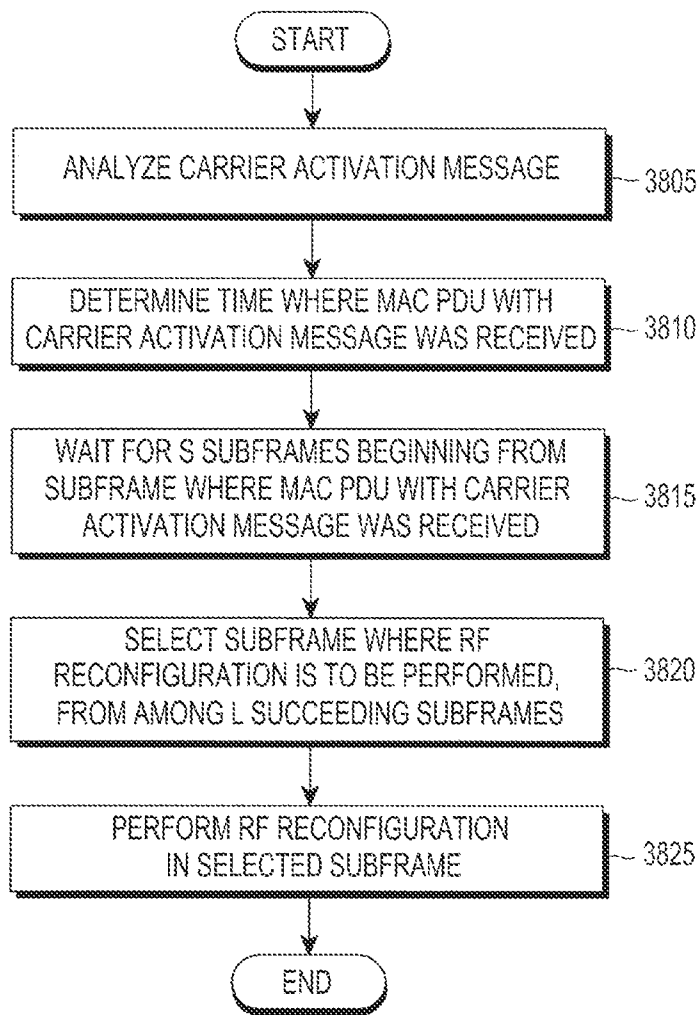 START
ANALYZE CARRIER ACTIVATION MESSAGE
3805
DETERMINE TIME WHERE MAC PDU WITH
CARRIER ACTIVATION MESSAGE WAS RECEIVED
3810
WAIT FOR S SUBFRAMES BEGINNING FROM
SUBFRAME WHERE MAC PDU WITH CARRIER
ACTIVATION MESSAGE WAS RECEIVED
3815
SELECT SUBFRAME WHERE RF
RECONFIGURATION IS TO BE PERFORMED,
FROM AMONG L SUCCEEDING SUBFRAMES
3820
PERFORM RF RECONFIGURATION
IN SELECTED SUBFRAME
3825
END